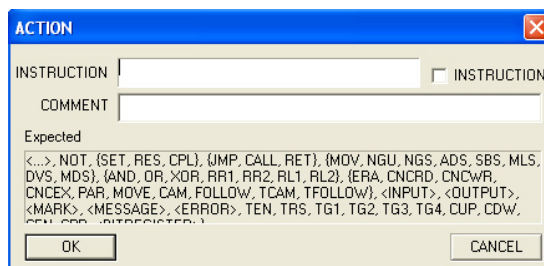 ACTION
INSTRUCTION
INSTRUCTION
COMMENT
Expected
<...>, NOT, {SET, RES, CPL}, {JMP, CALL, RET}, {MOV, NGU, NGS, ADS, SBS, MLS,
DVS, MDS}, {AND, OR, XOR, RR1, RR2, RL1, RL2}, {ERA, CNCRD, CNCWR,
CNCEX, PAR, MOVE, CAM, FOLLOW, TCAM, TFOLLOW}, <INPUT>, <OUTPUT>,
<MARK>, <MESSAGE>, <ERROR>, TEN, TRS, TG1, TG2, TG3, TG4, CUP, CDW,
OK
CANCEL